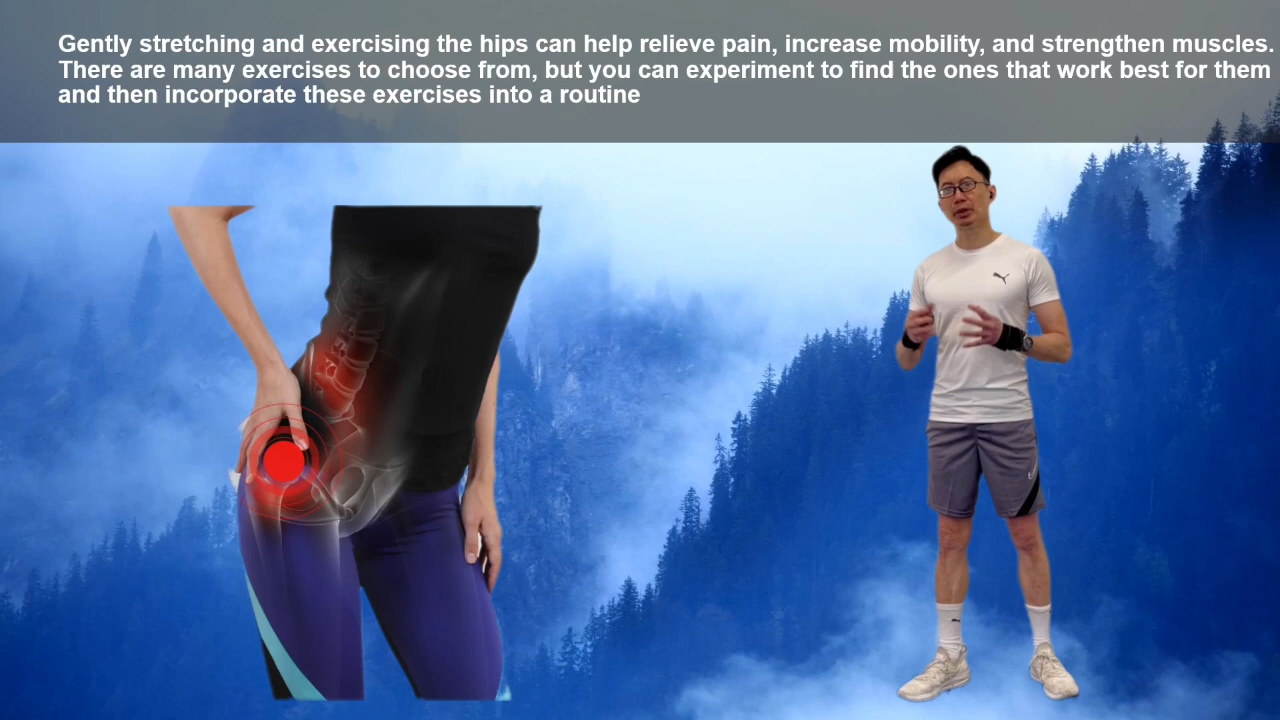 Gently stretching and exercising the hips can help relieve pain, increase mobility, and strengthen muscles.
There are many exercises to choose from, but you can experiment to find the ones that work best for them
and then incorporate these exercises into a routine